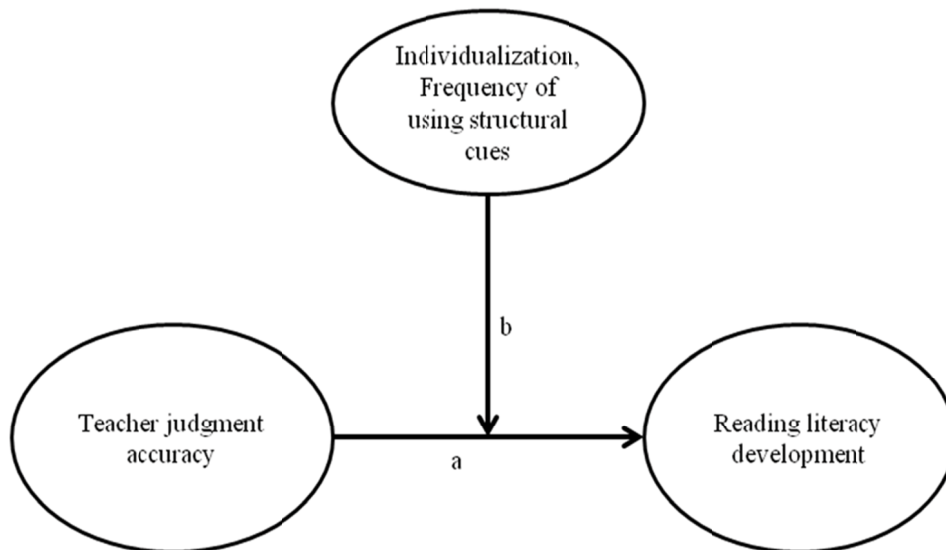 Individualization,
Frequency of
using structural
cues
b
Teacher judgment
accuracy
a
Reading literacy
development